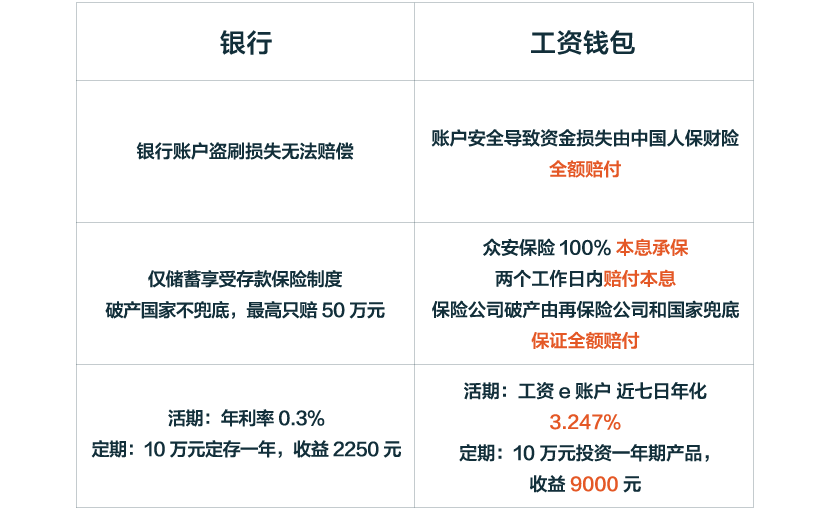 银行
工资钱包
银行账户盗刷损失无法赔偿
账户安全导致资金损失由中国人保财险
全额赔付
仅储蓄享受存款保险制度
破产国家不兜底，最高只赔 50 万元
众安保险 100% 本息承保
两个工作日内赔付本息
保险公司破产由再保险公司和国家兜底
保证全额赔付
活期：年利率 0.3%
定期：10 万元定存一年，收益 2250 元
活期：工资 e 账户 近七日年化
3.247%
定期：10 万元投资一年期产品，
收益 9000 元